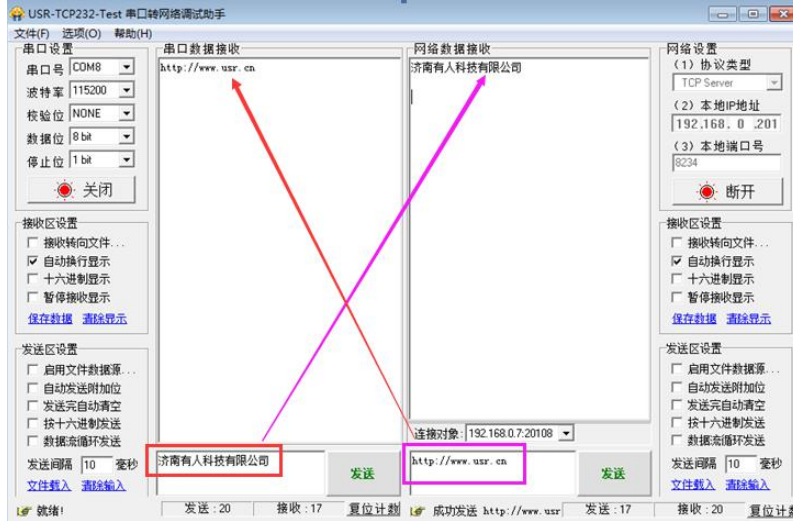 USR-TCP232-Test 串口转网络调试助手
文件(F) 选项(O) 帮助(H)
串口设置
串口号 COM8
波特率 115200
校验位 NONE
数据位 8 bit
停止位 1 bit
关闭
接收区设置
接收转向文件...
自动换行显示
十六进制显示
暂停接收显示
保存数据 清除显示
发送区设置
启用文件数据源...
自动发送附加位
发送完自动清空
按十六进制发送
数据流循环发送
发送间隔 10 毫秒
文件载入 清除输入
就绪!
串口数据接收
http://www.usr.cn
济南有人科技有限公司
发送
发送:20 接收:17 复位计数
网络数据接收
济南有人科技有限公司
连接对象: 192.168.0.7:20108
http://www.usr.cn
发送
成功发送 http://www.usr
发送:17 接收:20 复位计
网络设置
(1) 协议类型
TCP Server
(2) 本地IP地址
192.168. 0 .201
(3) 本地端口号
8234
断开
接收区设置
接收转向文件...
自动换行显示
十六进制显示
暂停接收显示
保存数据 清除显示
发送区设置
启用文件数据源...
自动发送附加位
发送完自动清空
按十六进制发送
数据流循环发送
发送间隔 10 毫秒
文件载入 清除输入